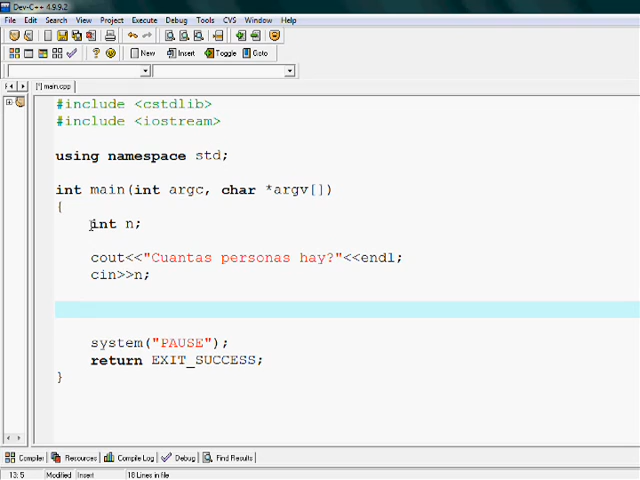 Dev-C++ 4.9.9.2
File Edit Search View Project Execute Debug Tools CVS Window Help
New Insert Toggle Goto
[*] main.cpp
#include <cstdlib>
#include <iostream>
using namespace std;
int main(int argc, char *argv[])
{
int n;
cout<<"Cuantas personas hay?"<<endl;
cin>>n;
system("PAUSE");
return EXIT_SUCCESS;
}
Compiler Resources Compile Log Debug Find Results
13: 5 Modified Insert 18 Lines in file